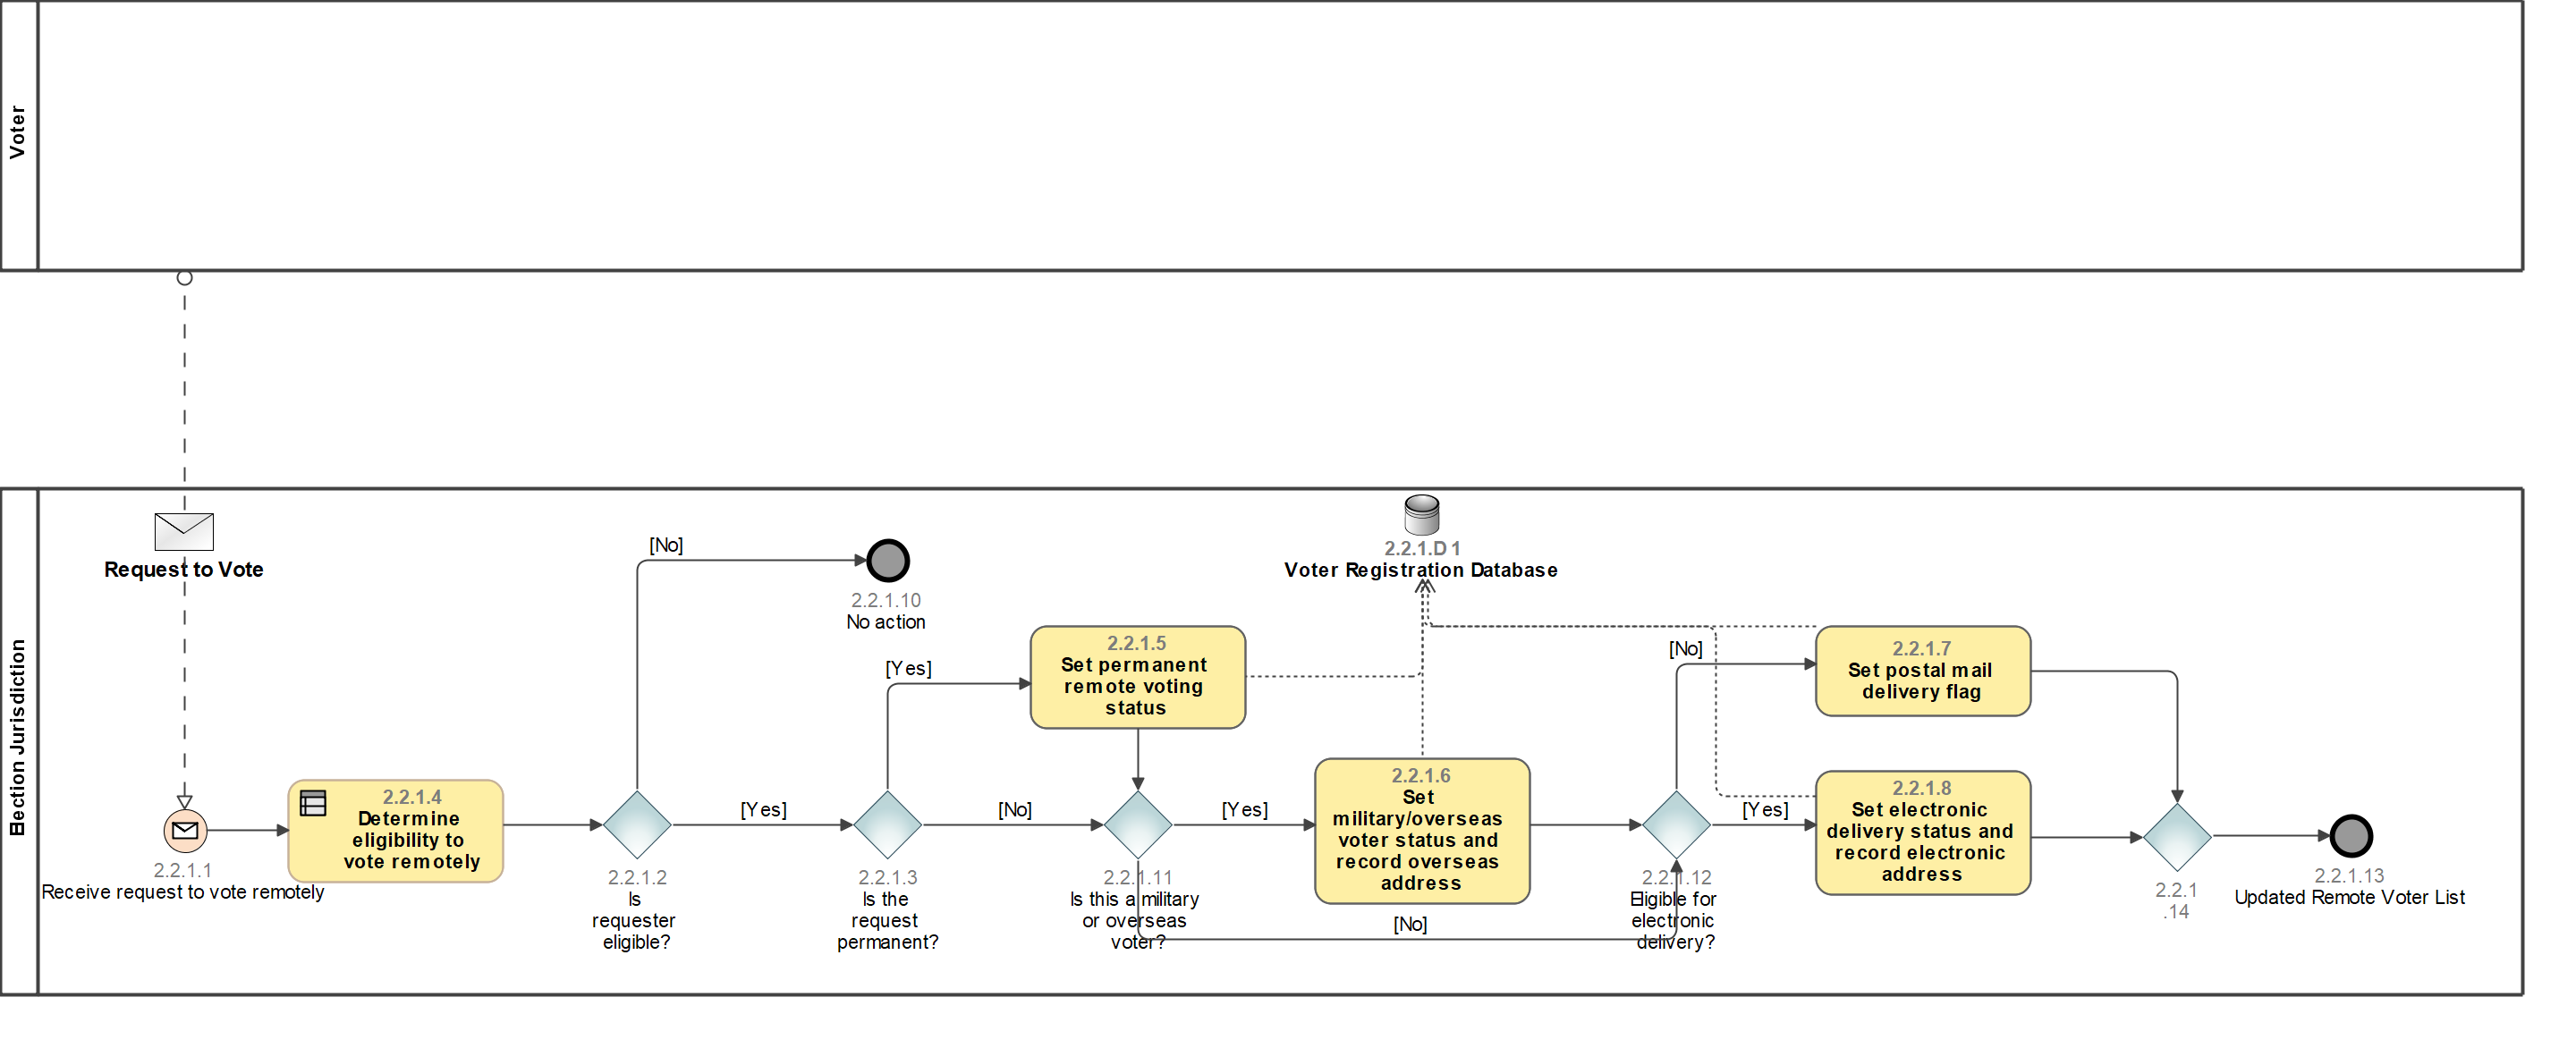 Voter
Request to Vote
Election Jurisdiction
2.2.1.1
Receive request to vote remotely
2.2.1.4
Determine
eligibility to
vote remotely
2.2.1.2
Is
requester
eligible?
[No]
2.2.1.10
No action
[Yes]
2.2.1.3
Is the
request
permanent?
[Yes]
2.2.1.5
Set permanent
remote voting
status
[No]
2.2.1.11
Is this a military
or overseas
voter?
[Yes]
[No]
2.2.1.D1
Voter Registration Database
2.2.1.6
Set
military/overseas
voter status and
record overseas
address
2.2.1.12
Eligible for
electronic
delivery?
[No]
2.2.1.7
Set postal mail
delivery flag
[Yes]
2.2.1.8
Set electronic
delivery status and
record electronic
address
2.2.1
.14
2.2.1.13
Updated Remote Voter List